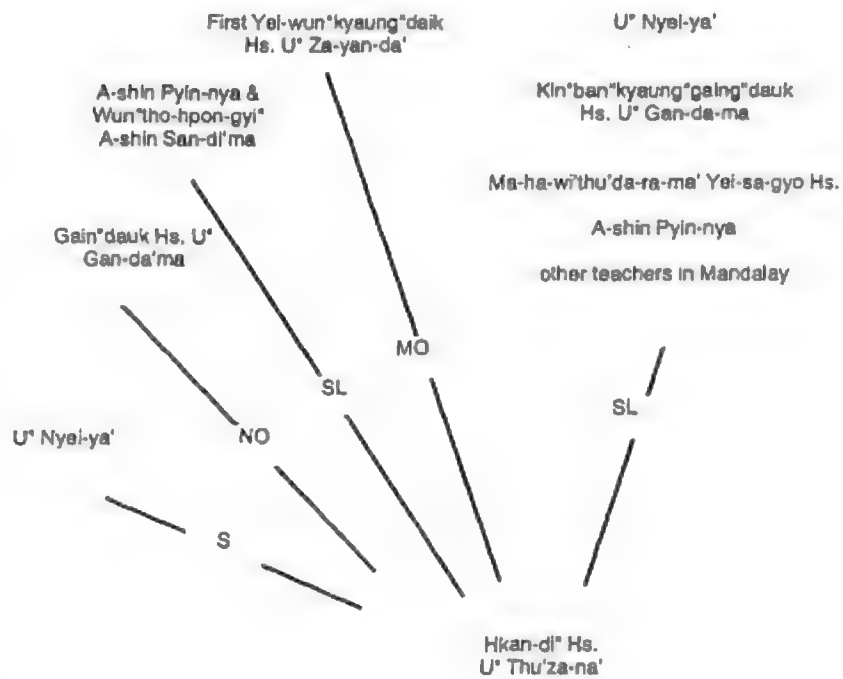 First Yei-wun"kyaung"daik
Hs. U" Za-yan-da'
U" Nyei-ya'
A-shin Pyin-nya &
Wun"tho-hpon-gyi"
A-shin San-di'ma
Kin"ban"kyaung"gaing"dauk
Hs. U" Gan-da-ma
Ma-ha-wi'thu'da-ra-ma' Yei-sa-gyo Hs.
A-shin Pyin-nya
other teachers in Mandalay
Gain"dauk Hs. U"
Gan-da'ma
MO
SL
SL
NO
U" Nyei-ya'
S
Hkan-di" Hs.
U" Thu'za-na'